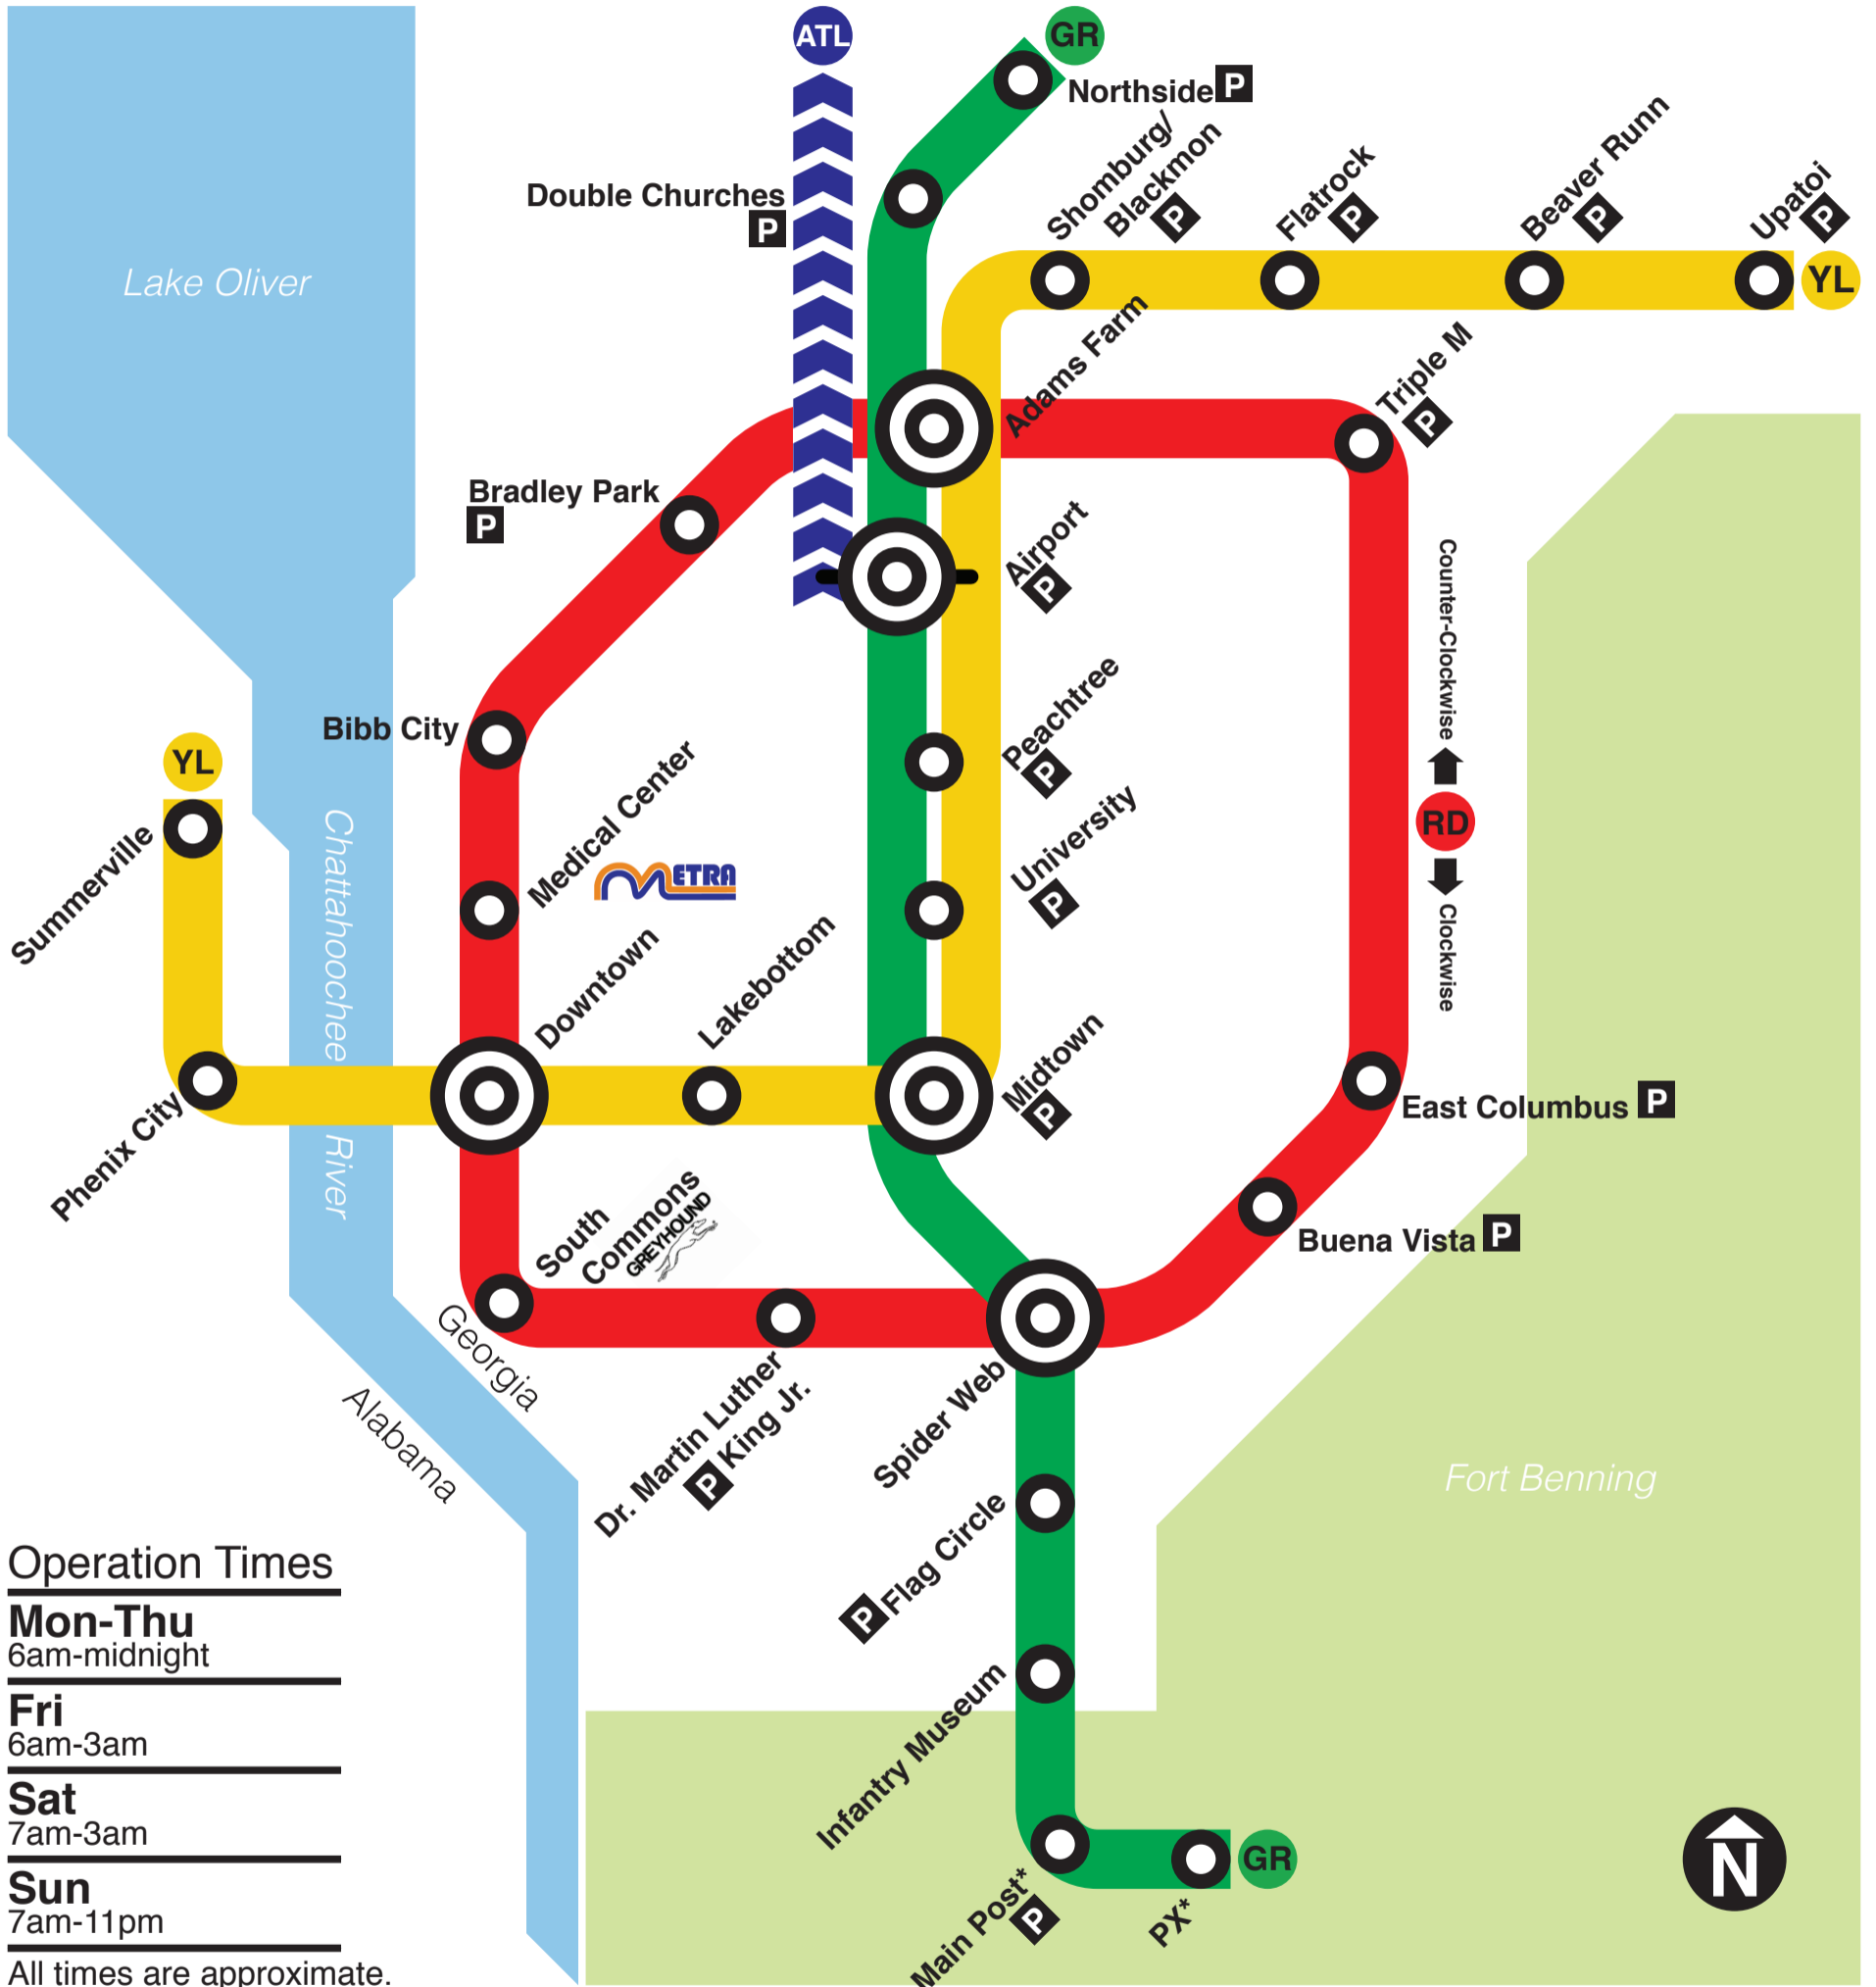 ATL
GR
Northside P
Double Churches
P
Shomburg/
Blackmon
P
Flatrock
P
Beaver Runn
P
Upatoi
P
YL
Lake Oliver
Adams Farm
Triple M
P
Bradley Park
P
Airport
P
Counter-Clockwise
RD
Clockwise
Bibb City
Peachtree
P
YL
Summerville
Chattahoochee River
Medical Center
METRA
University
P
Downtown
Lakebottom
Midtown
P
Phenix City
East Columbus P
Buena Vista P
South
Commons
GREYHOUND
Georgia
Alabama
Dr. Martin Luther
P King Jr.
Spider Web
Fort Benning
P Flag Circle
Infantry Museum
Main Post*
P
PX*
GR
N
Operation Times
Mon-Thu
6am-midnight
Fri
6am-3am
Sat
7am-3am
Sun
7am-11pm
All times are approximate.